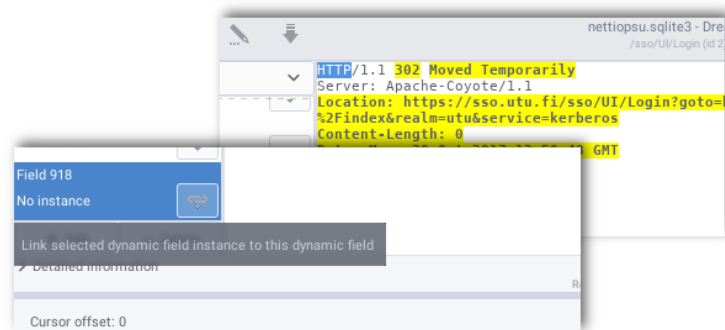 nettiopsu.sqlite3 - Dre
/sso/UI/Login (id 2)
HTTP/1.1 302 Moved Temporarily
Server: Apache-Coyote/1.1
Location: https://sso.utu.fi/sso/UI/Login?goto=
%2Findex&realm=utu&service=kerberos
Content-Length: 0
GMT
Field 918
No instance
Link selected dynamic field instance to this dynamic field
Detailed information
Cursor offset: 0